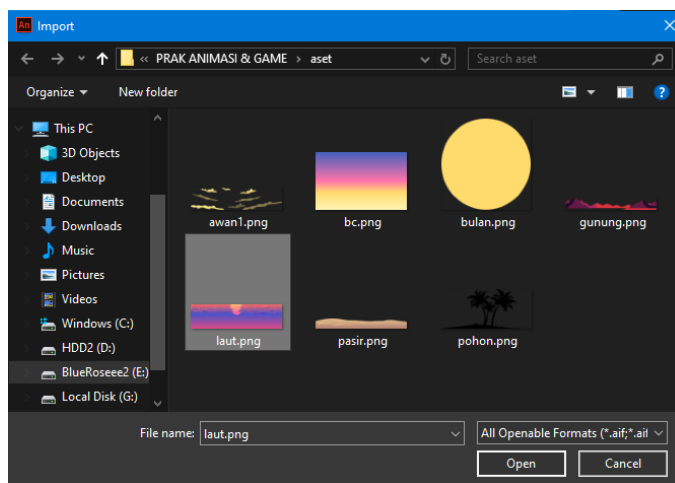 An Import
« PRAK ANIMASI & GAME › aset
Search aset
Organize
New folder
This PC
3D Objects
Desktop
Documents
Downloads
Music
Pictures
Videos
Windows (C:)
HDD2 (D:)
BlueRoseee2 (E:)
Local Disk (G:)
awan1.png
bc.png
bulan.png
gunung.png
laut.png
pasir.png
pohon.png
File name: laut.png
All Openable Formats (*.aif;*.aif
Open
Cancel